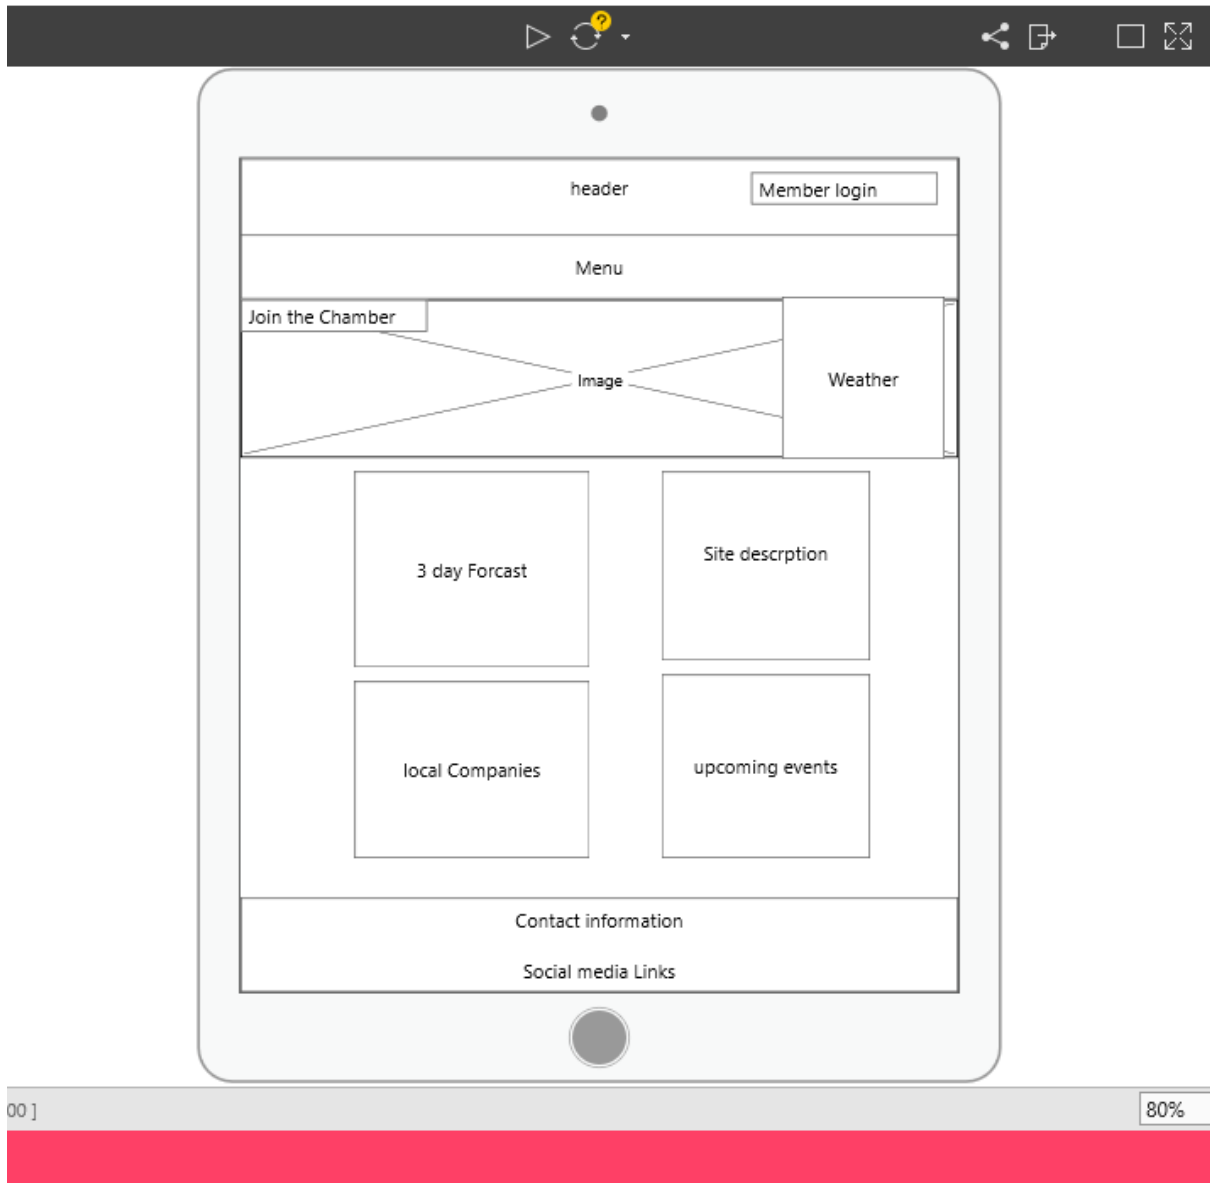 ?
header
Member login
Menu
Join the Chamber
Image
Weather
3 day Forcast
Site descrption
local Companies
upcoming events
Contact information
Social media Links
00 ]
80%